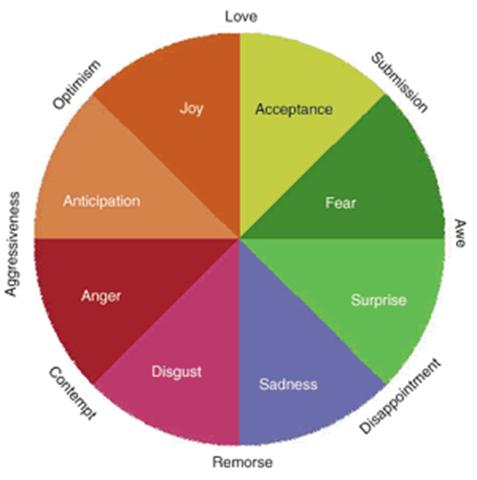 Love
Optimism
Submission
Joy
Acceptance
Anticipation
Fear
Aggressiveness
Awe
Anger
Surprise
Disgust
Sadness
Contempt
Disappointment
Remorse